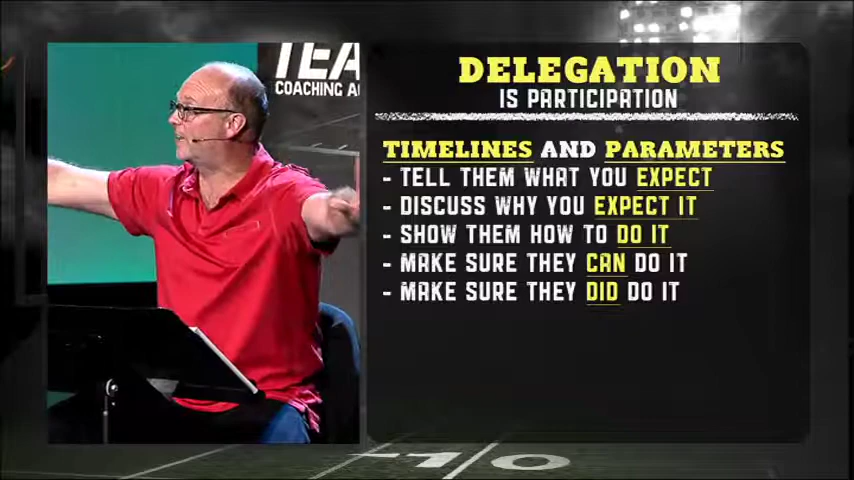 TEA
COACHING A
DELEGATION
IS PARTICIPATION
TIMELINES AND PARAMETERS
- TELL THEM WHAT YOU EXPECT
- DISCUSS WHY YOU EXPECT IT
- SHOW THEM HOW TO DO IT
- MAKE SURE THEY CAN DO IT
- MAKE SURE THEY DID DO IT
10